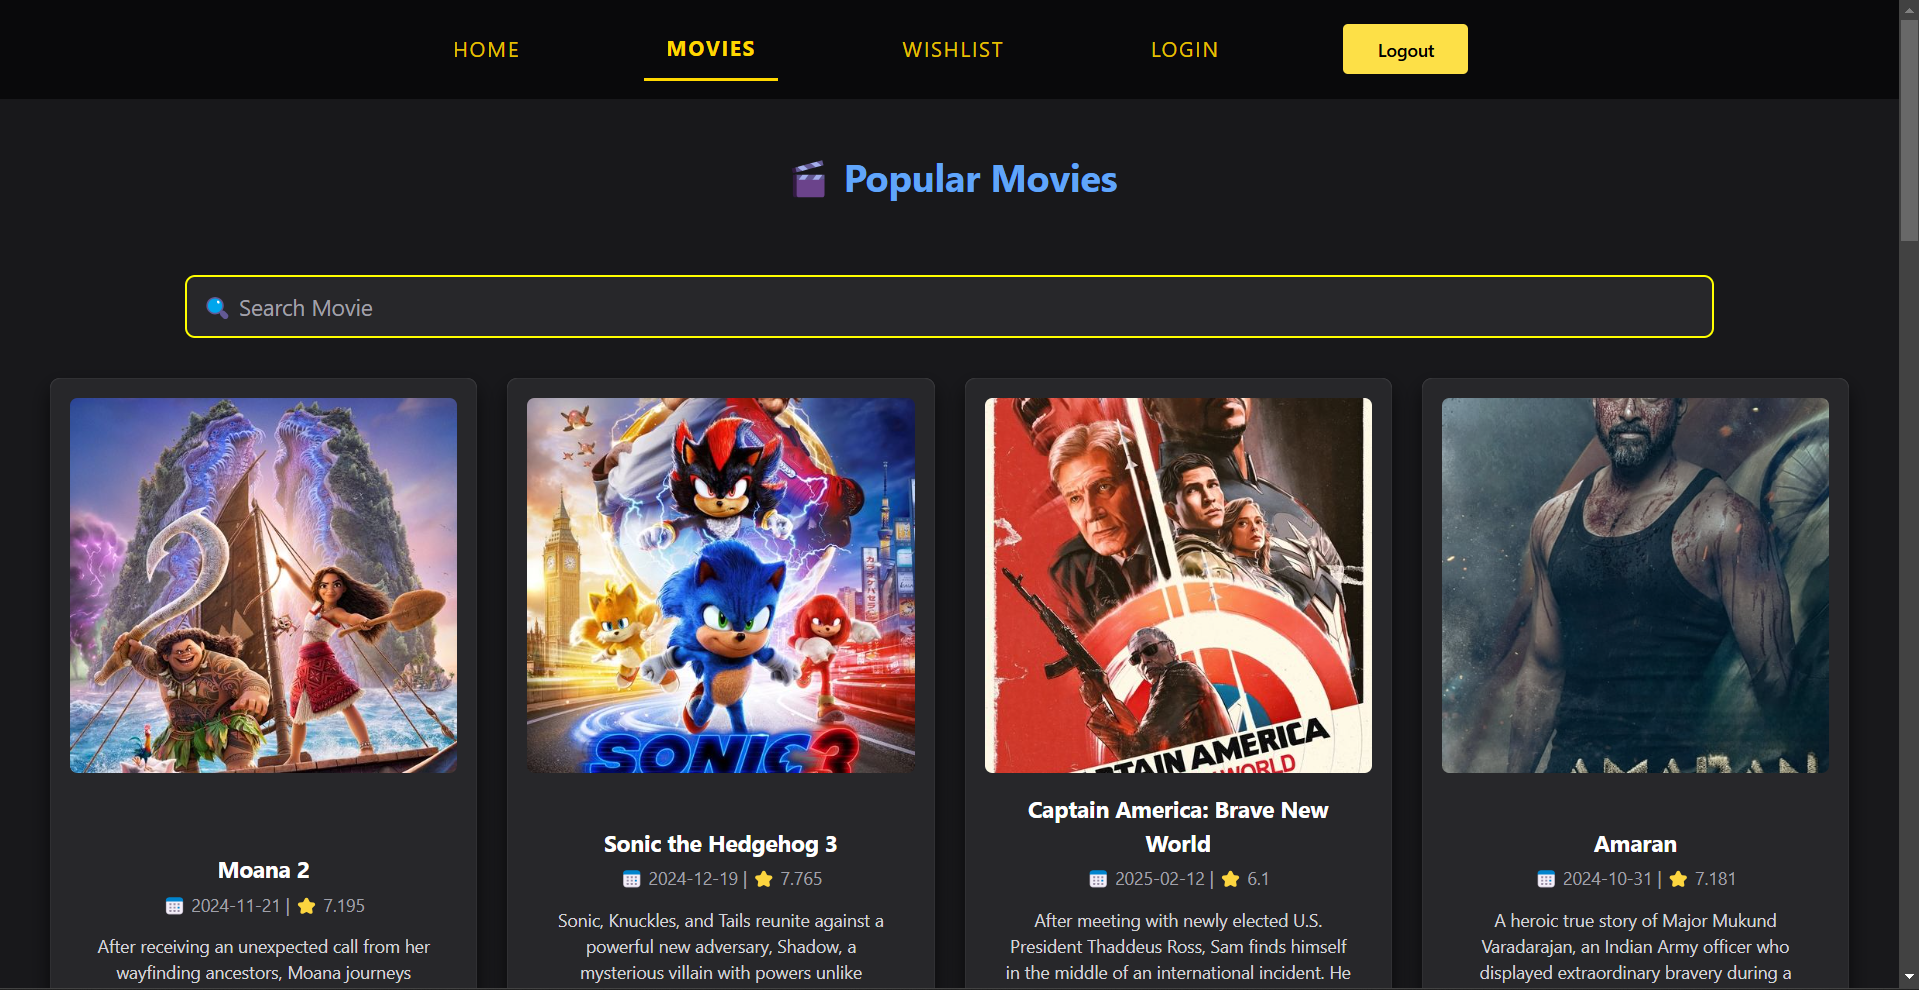 HOME MOVIES WISHLIST LOGIN Logout
Popular Movies
Search Movie
SONIC 3
CAPTAIN AMERICA
WORLD
AMARAN
Moana 2
2024-11-21 | 7.195
After receiving an unexpected call from her
wayfinding ancestors, Moana journeys
Sonic the Hedgehog 3
2024-12-19 | 7.765
Sonic, Knuckles, and Tails reunite against a
powerful new adversary, Shadow, a
mysterious villain with powers unlike
Captain America: Brave New
World
2025-02-12 | 6.1
After meeting with newly elected U.S.
President Thaddeus Ross, Sam finds himself
in the middle of an international incident. He
Amaran
2024-10-31 | 7.181
A heroic true story of Major Mukund
Varadarajan, an Indian Army officer who
displayed extraordinary bravery during a